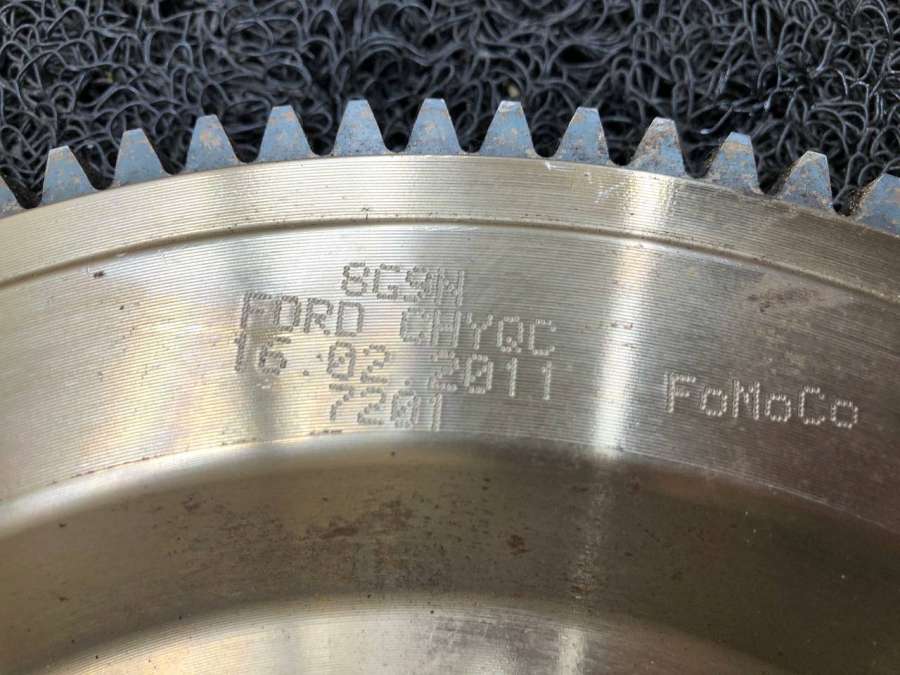 8G9N
FORD CHYQC
16.02.2011
7201
FoMoCo